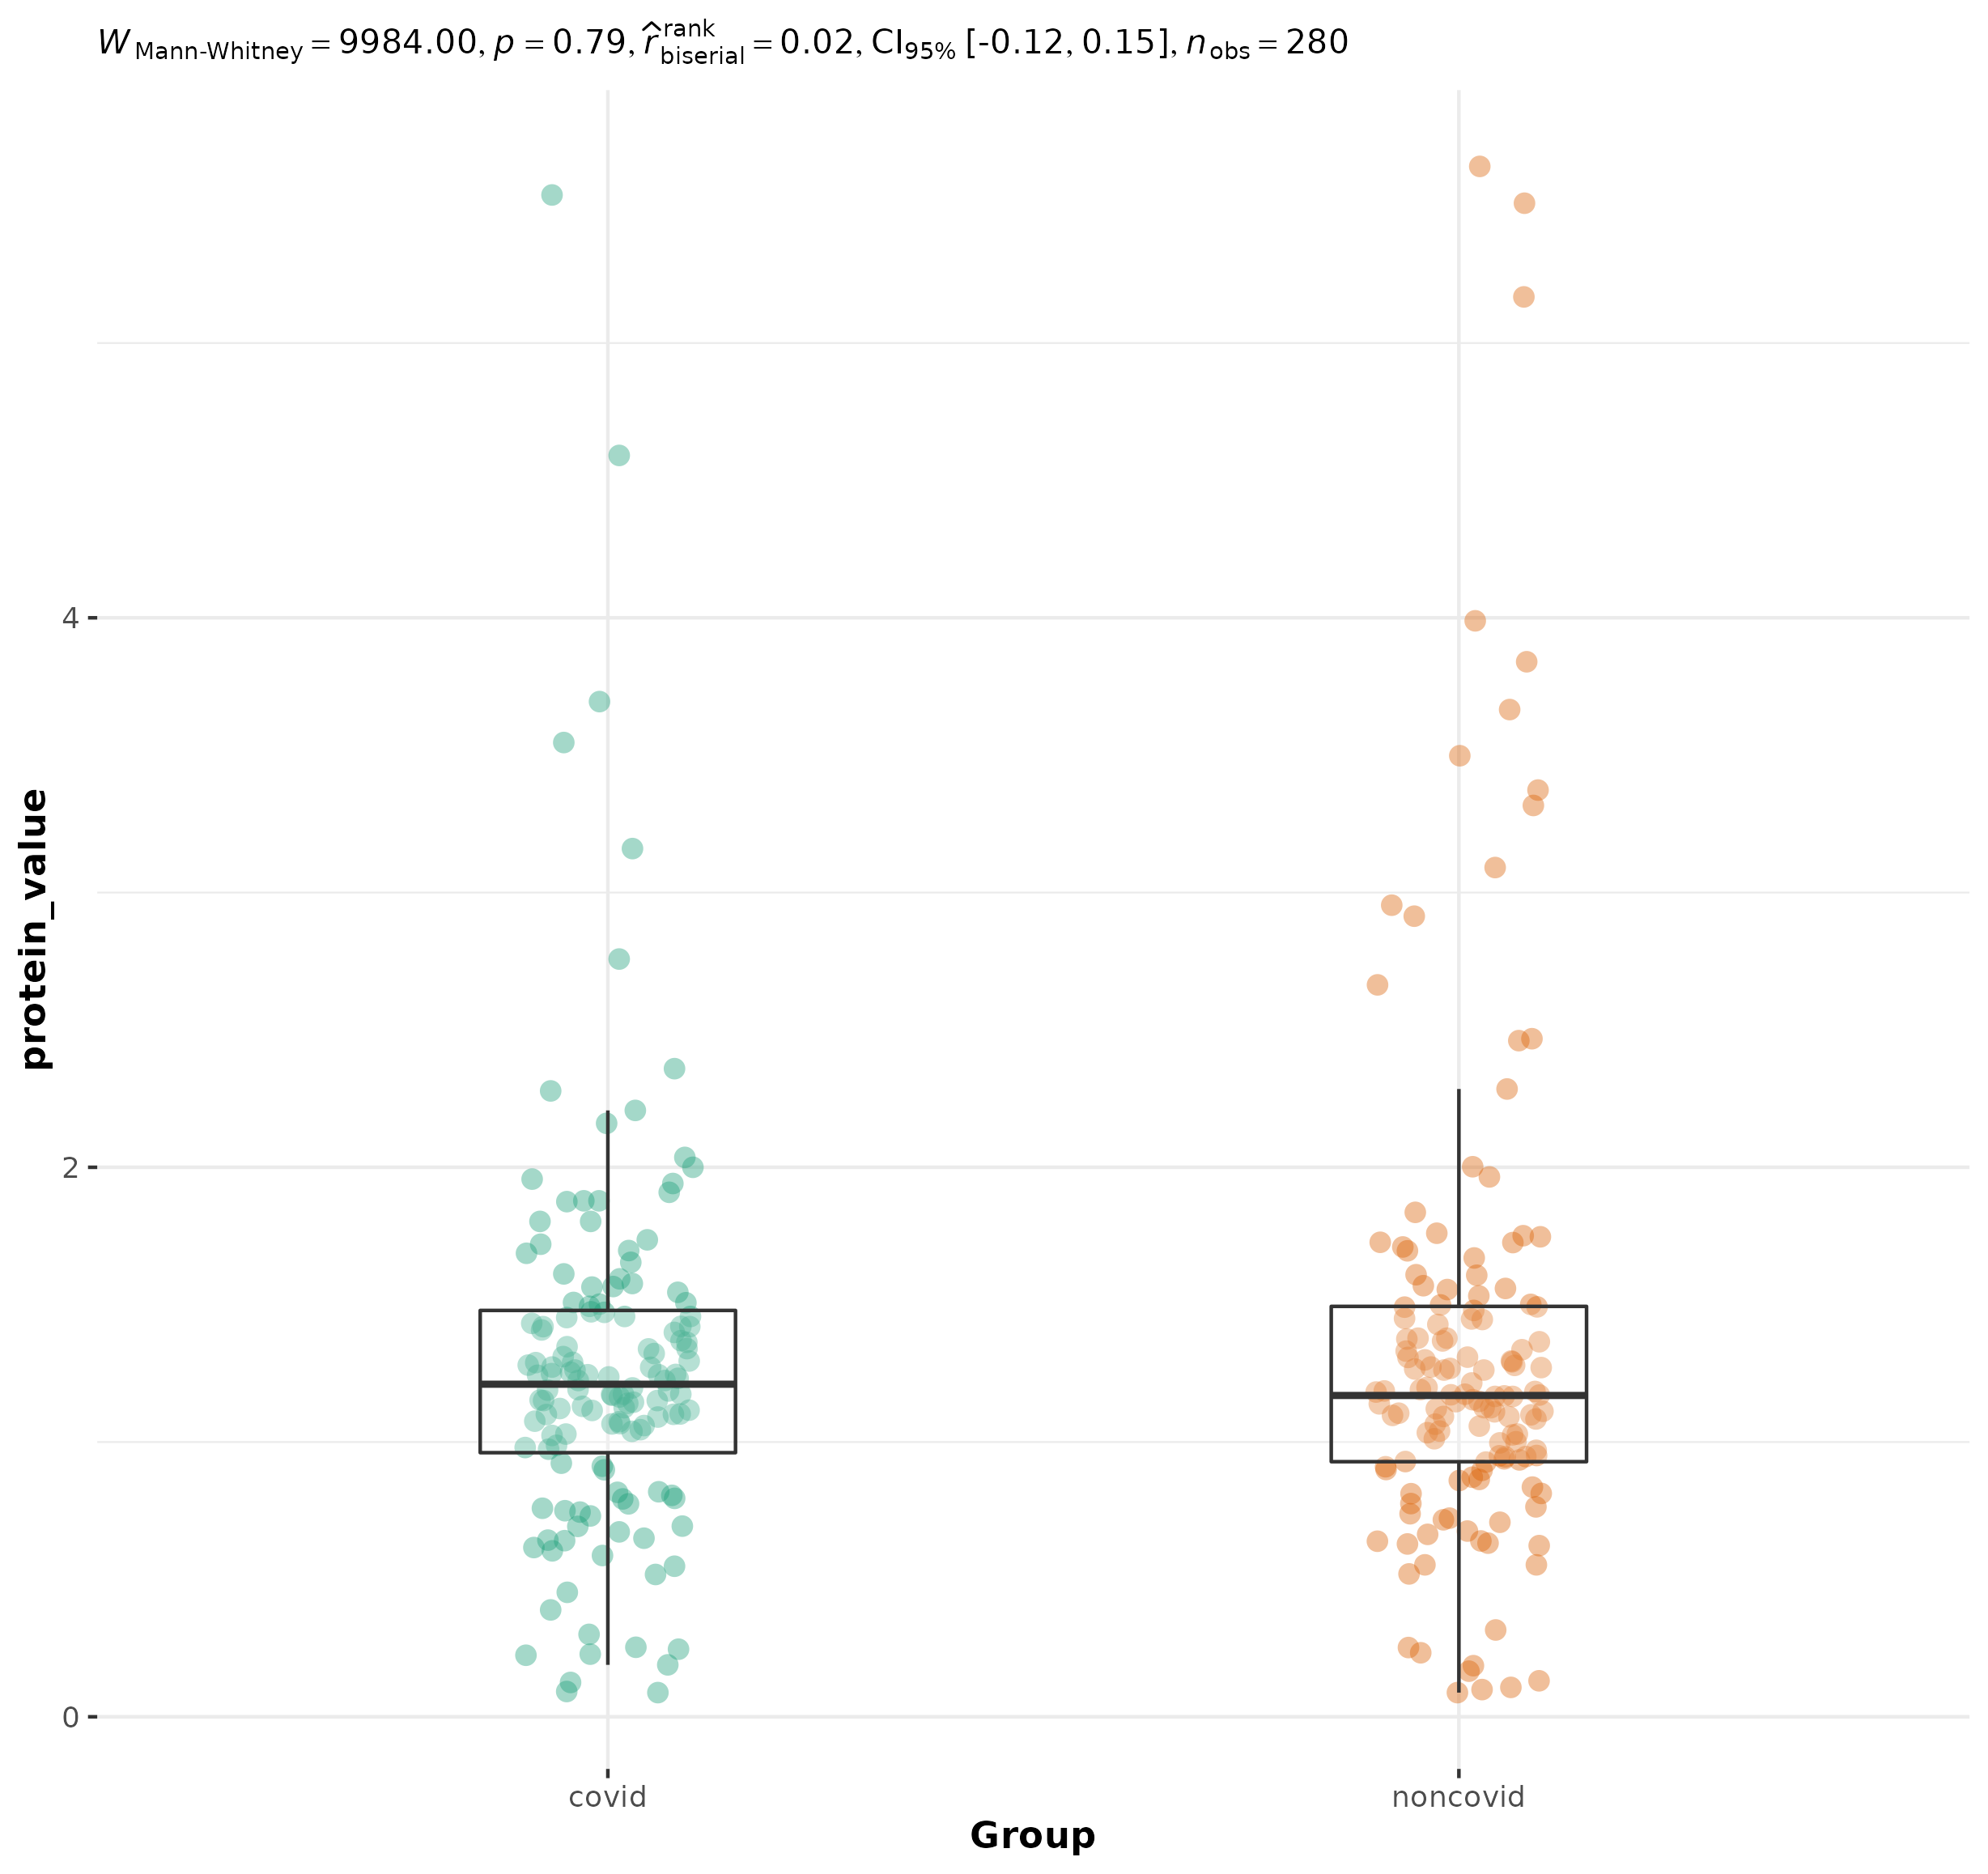 W Mann-Whitney = 9984.00, p = 0.79, r̂ rank biserial = 0.02, CI95% [-0.12, 0.15], nobs = 280
4
2
0
protein_value
covid noncovid
Group